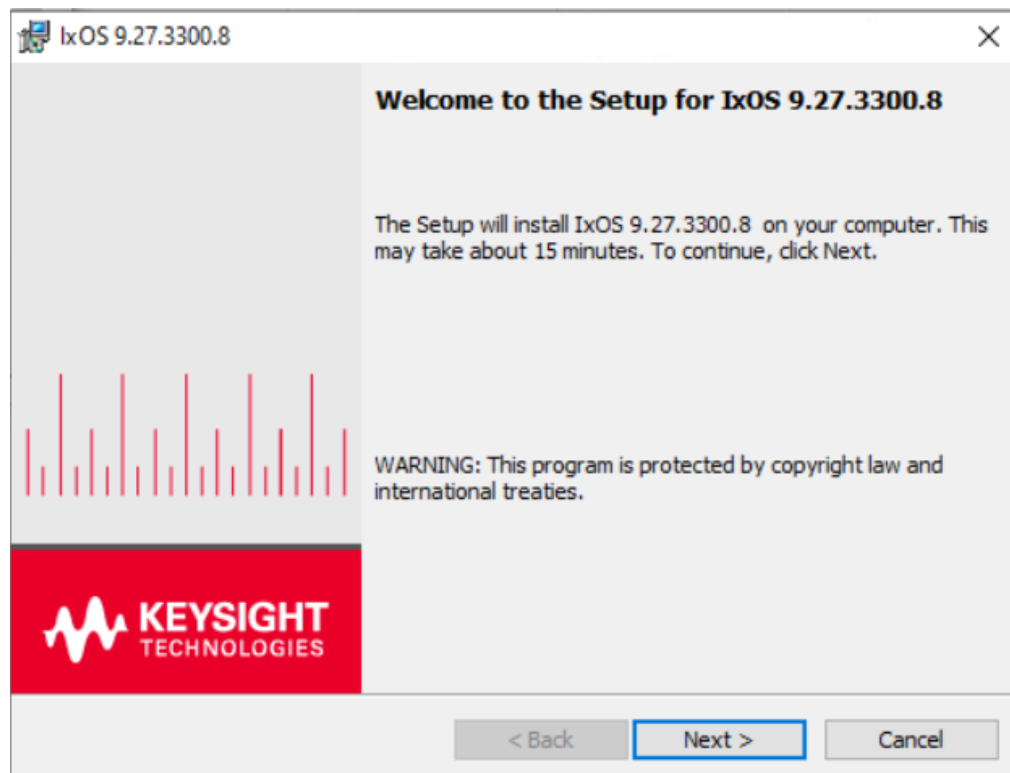 IxOS 9.27.3300.8
Welcome to the Setup for IxOS 9.27.3300.8
The Setup will install IxOS 9.27.3300.8 on your computer. This
may take about 15 minutes. To continue, click Next.
WARNING: This program is protected by copyright law and
international treaties.
KEYSIGHT
TECHNOLOGIES
< Back
Next >
Cancel